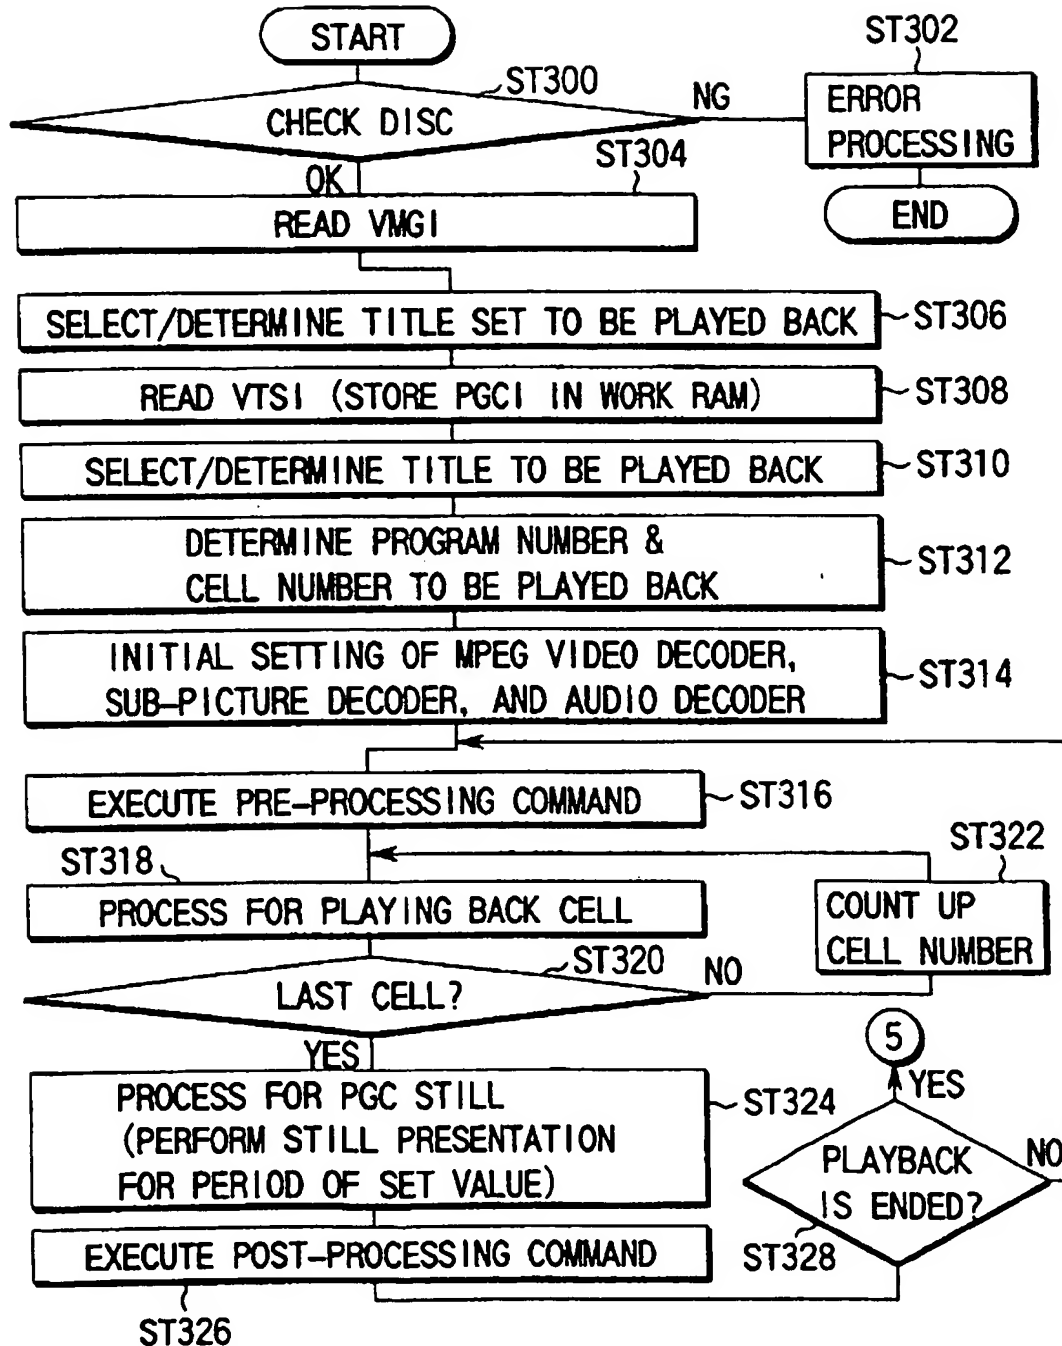 START
ST302
ST300
NG
ERROR
PROCESSING
CHECK DISC
ST304
OK
READ VMGI
END
SELECT/DETERMINE TITLE SET TO BE PLAYED BACK
ST306
READ VTSI (STORE PGCI IN WORK RAM)
ST308
SELECT/DETERMINE TITLE TO BE PLAYED BACK
ST310
DETERMINE PROGRAM NUMBER &
CELL NUMBER TO BE PLAYED BACK
ST312
INITIAL SETTING OF MPEG VIDEO DECODER,
SUB-PICTURE DECODER, AND AUDIO DECODER
ST314
EXECUTE PRE-PROCESSING COMMAND
ST316
ST318
ST322
PROCESS FOR PLAYING BACK CELL
COUNT UP
CELL NUMBER
ST320
NO
LAST CELL?
YES
5
YES
PROCESS FOR PGC STILL
(PERFORM STILL PRESENTATION
FOR PERIOD OF SET VALUE)
ST324
PLAYBACK
IS ENDED?
NO
ST328
EXECUTE POST-PROCESSING COMMAND
ST326